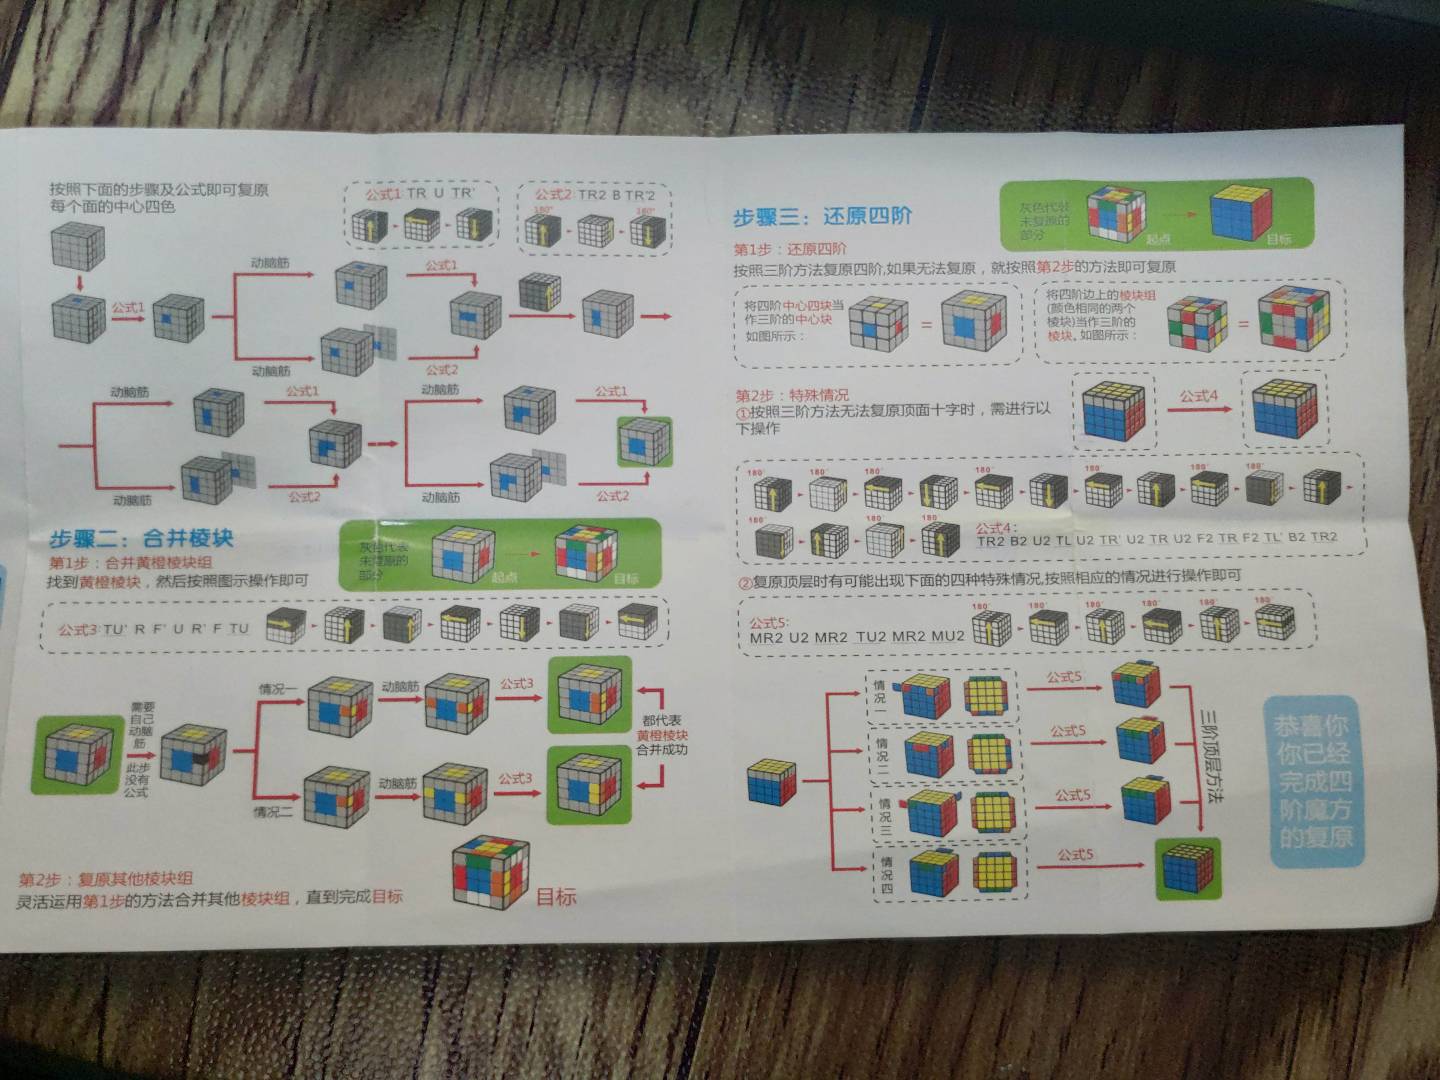 按照下面的步骤及公式即可复原
每个面的中心四色
公式1: TR U TR'
公式2: TR2 B TR'2
180° 180°
动脑筋
公式1
公式1
动脑筋
公式2
动脑筋
公式1
动脑筋
公式1
动脑筋
公式2
动脑筋
公式2
步骤二：合并棱块
第1步：合并黄橙棱块组
找到黄橙棱块，然后按照图示操作即可
灰色代表
未复原的
部分
起点
目标
公式3: TU' R F' U R' F TU
需要
自己
动脑
筋
此步
没有
公式
情况一
动脑筋
公式3
情况二
动脑筋
公式3
都代表
黄橙棱块
合并成功
第2步：复原其他棱块组
灵活运用第1步的方法合并其他棱块组，直到完成目标
目标
步骤三：还原四阶
灰色代表
未复原的
部分
起点
目标
第1步：还原四阶
按照三阶方法复原四阶,如果无法复原，就按照第2步的方法即可复原
将四阶中心四块当
作三阶的中心块
如图所示：
=
将四阶边上的棱块组
(颜色相同的两个
棱块)当作三阶的
棱块，如图所示：
=
第2步：特殊情况
①按照三阶方法无法复原顶面十字时，需进行以
下操作
公式4
180° 180° 180° 180° 180° 180° 180°
180° 180° 180°
公式4:
TR2 B2 U2 TL U2 TR' U2 TR U2 F2 TR F2 TL' B2 TR2
②复原顶层时有可能出现下面的四种特殊情况,按照相应的情况进行操作即可
公式5:
MR2 U2 MR2 TU2 MR2 MU2
180° 180° 180° 180° 180° 180°
情况一
公式5
情况二
公式5
情况三
公式5
情况四
公式5
三阶顶层方法
恭喜你
你已经
完成四
阶魔方
的复原